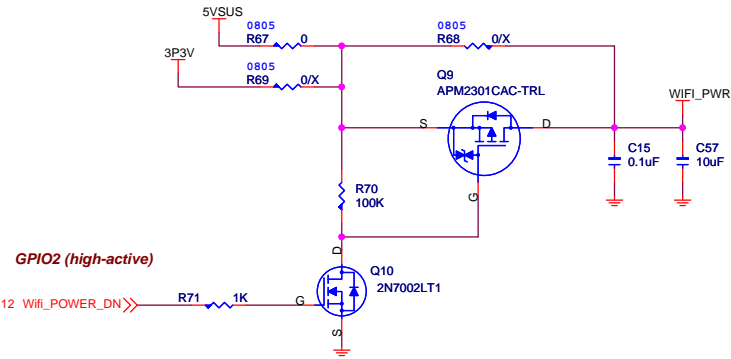 5VSUS
0805
R67 0
0805
R68 0/X
3P3V
0805
R69 0/X
Q9
APM2301CAC-TRL
WIFI_PWR
S
D
G
C15
0.1uF
C57
10uF
R70
100K
GPIO2 (high-active)
D
Q10
2N7002LT1
12 Wifi_POWER_DN
R71 1K
G
S